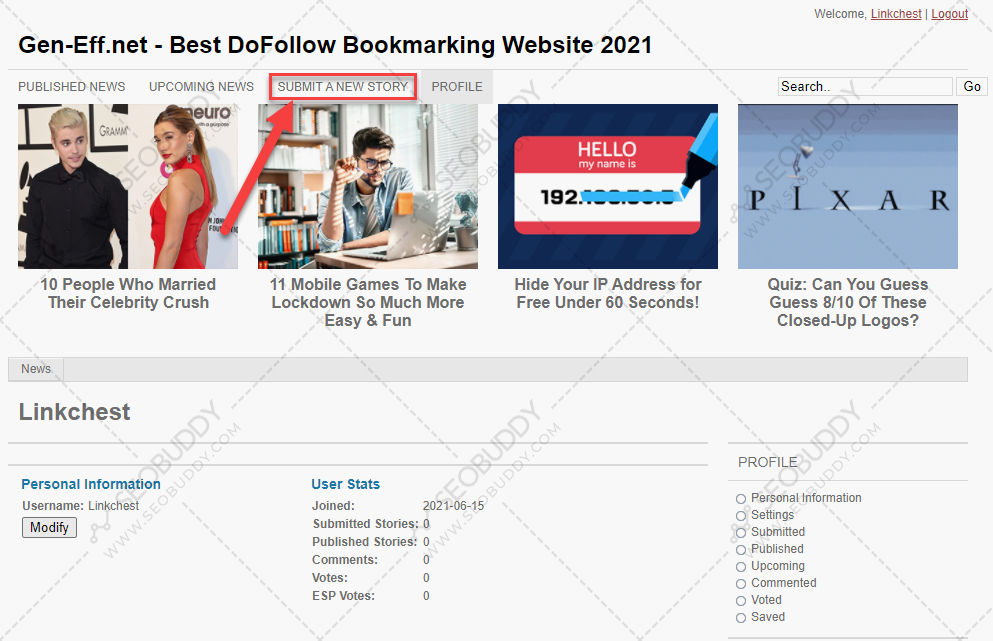 Welcome, Linkchest | Logout
Gen-Eff.net - Best DoFollow Bookmarking Website 2021
PUBLISHED NEWS UPCOMING NEWS SUBMIT A NEW STORY PROFILE Search.. Go
GRAMM
neuro
HELLO
my name is
192.
PIXAR
10 People Who Married
Their Celebrity Crush
11 Mobile Games To Make
Lockdown So Much More
Easy & Fun
Hide Your IP Address for
Free Under 60 Seconds!
Quiz: Can You Guess
Guess 8/10 Of These
Closed-Up Logos?
News
Linkchest
PROFILE
Personal Information
Username: Linkchest
Modify
User Stats
Joined: 2021-06-15
Submitted Stories: 0
Published Stories: 0
Comments: 0
Votes: 0
ESP Votes: 0
Personal Information
Settings
Submitted
Published
Upcoming
Commented
Voted
Saved
SEOBUDDY
WWW.SEOBUDDY.COM